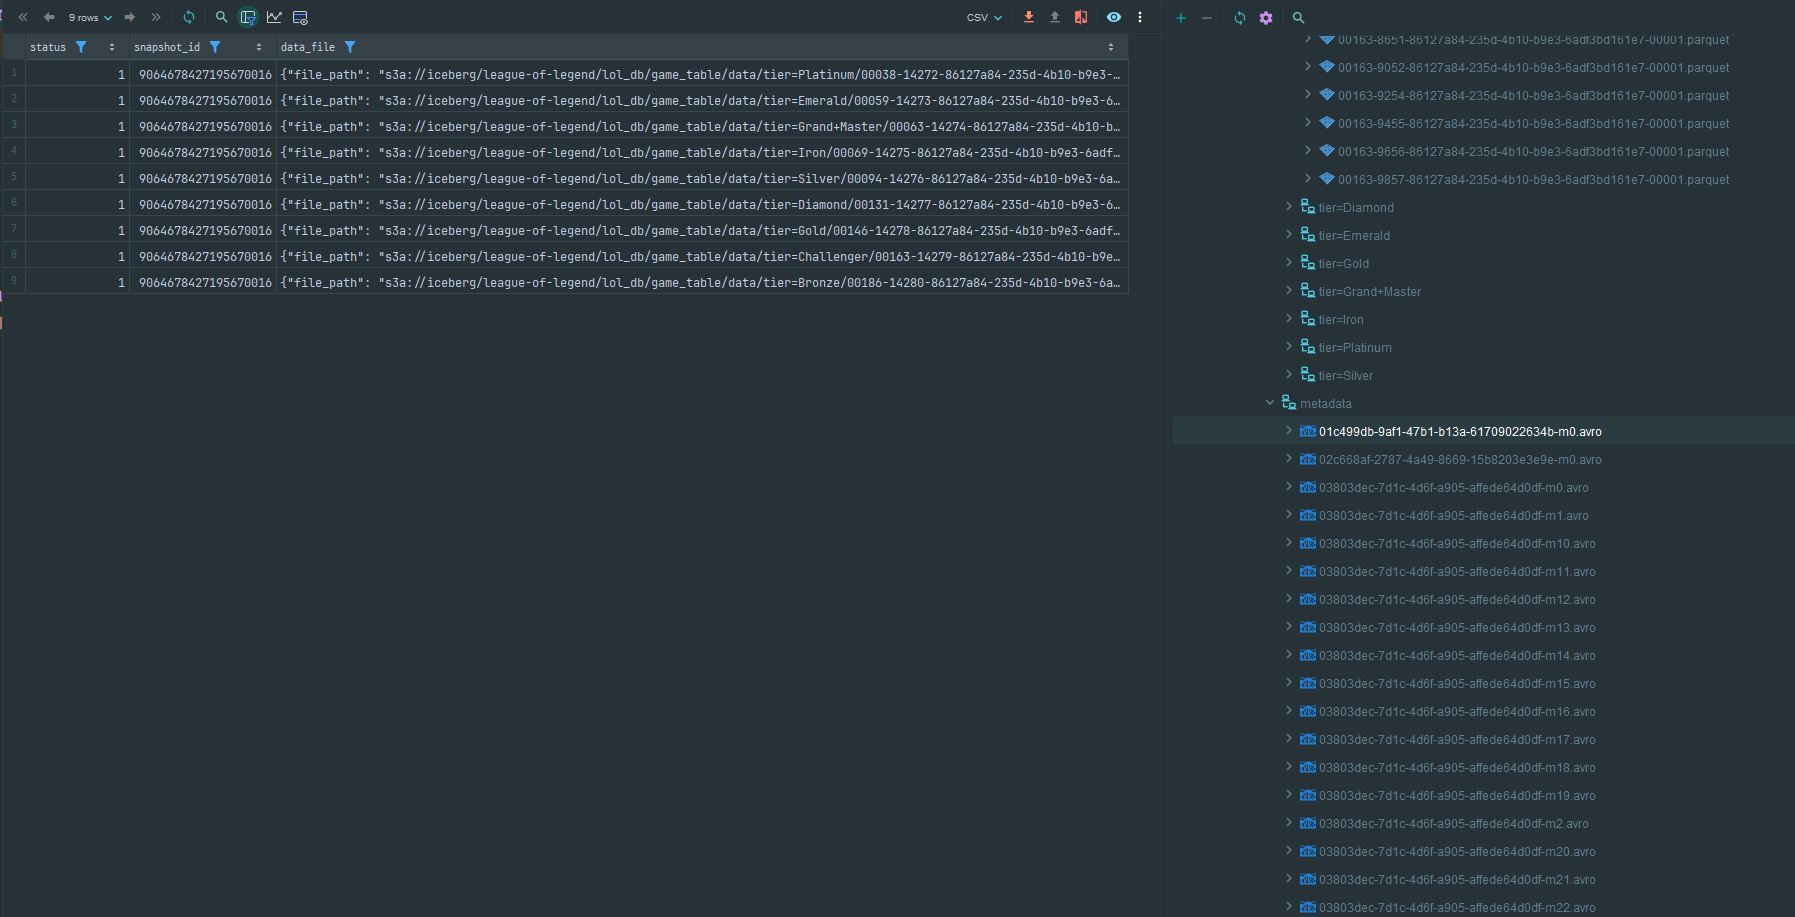 9 rows
CSV
status snapshot_id data_file
1 1 9064678427195670016 {"file_path": "s3a://iceberg/league-of-legend/lol_db/game_table/data/tier=Platinum/00038-14272-86127a84-235d-4b10-b9e3-…
2 1 9064678427195670016 {"file_path": "s3a://iceberg/league-of-legend/lol_db/game_table/data/tier=Emerald/00059-14273-86127a84-235d-4b10-b9e3-6…
3 1 9064678427195670016 {"file_path": "s3a://iceberg/league-of-legend/lol_db/game_table/data/tier=Grand+Master/00063-14274-86127a84-235d-4b10-b…
4 1 9064678427195670016 {"file_path": "s3a://iceberg/league-of-legend/lol_db/game_table/data/tier=Iron/00069-14275-86127a84-235d-4b10-b9e3-6adf…
5 1 9064678427195670016 {"file_path": "s3a://iceberg/league-of-legend/lol_db/game_table/data/tier=Silver/00094-14276-86127a84-235d-4b10-b9e3-6a…
6 1 9064678427195670016 {"file_path": "s3a://iceberg/league-of-legend/lol_db/game_table/data/tier=Diamond/00131-14277-86127a84-235d-4b10-b9e3-6…
7 1 9064678427195670016 {"file_path": "s3a://iceberg/league-of-legend/lol_db/game_table/data/tier=Gold/00146-14278-86127a84-235d-4b10-b9e3-6adf…
8 1 9064678427195670016 {"file_path": "s3a://iceberg/league-of-legend/lol_db/game_table/data/tier=Challenger/00163-14279-86127a84-235d-4b10-b9e…
9 1 9064678427195670016 {"file_path": "s3a://iceberg/league-of-legend/lol_db/game_table/data/tier=Bronze/00186-14280-86127a84-235d-4b10-b9e3-6a…
00163-8651-86127a84-235d-4b10-b9e3-6adf3bd161e7-00001.parquet
00163-9052-86127a84-235d-4b10-b9e3-6adf3bd161e7-00001.parquet
00163-9254-86127a84-235d-4b10-b9e3-6adf3bd161e7-00001.parquet
00163-9455-86127a84-235d-4b10-b9e3-6adf3bd161e7-00001.parquet
00163-9656-86127a84-235d-4b10-b9e3-6adf3bd161e7-00001.parquet
00163-9857-86127a84-235d-4b10-b9e3-6adf3bd161e7-00001.parquet
tier=Diamond
tier=Emerald
tier=Gold
tier=Grand+Master
tier=Iron
tier=Platinum
tier=Silver
metadata
01c499db-9af1-47b1-b13a-61709022634b-m0.avro
02c668af-2787-4a49-8669-15b8203e3e9e-m0.avro
03803dec-7d1c-4d6f-a905-affede64d0df-m0.avro
03803dec-7d1c-4d6f-a905-affede64d0df-m1.avro
03803dec-7d1c-4d6f-a905-affede64d0df-m10.avro
03803dec-7d1c-4d6f-a905-affede64d0df-m11.avro
03803dec-7d1c-4d6f-a905-affede64d0df-m12.avro
03803dec-7d1c-4d6f-a905-affede64d0df-m13.avro
03803dec-7d1c-4d6f-a905-affede64d0df-m14.avro
03803dec-7d1c-4d6f-a905-affede64d0df-m15.avro
03803dec-7d1c-4d6f-a905-affede64d0df-m16.avro
03803dec-7d1c-4d6f-a905-affede64d0df-m17.avro
03803dec-7d1c-4d6f-a905-affede64d0df-m18.avro
03803dec-7d1c-4d6f-a905-affede64d0df-m19.avro
03803dec-7d1c-4d6f-a905-affede64d0df-m2.avro
03803dec-7d1c-4d6f-a905-affede64d0df-m20.avro
03803dec-7d1c-4d6f-a905-affede64d0df-m21.avro
03803dec-7d1c-4d6f-a905-affede64d0df-m22.avro